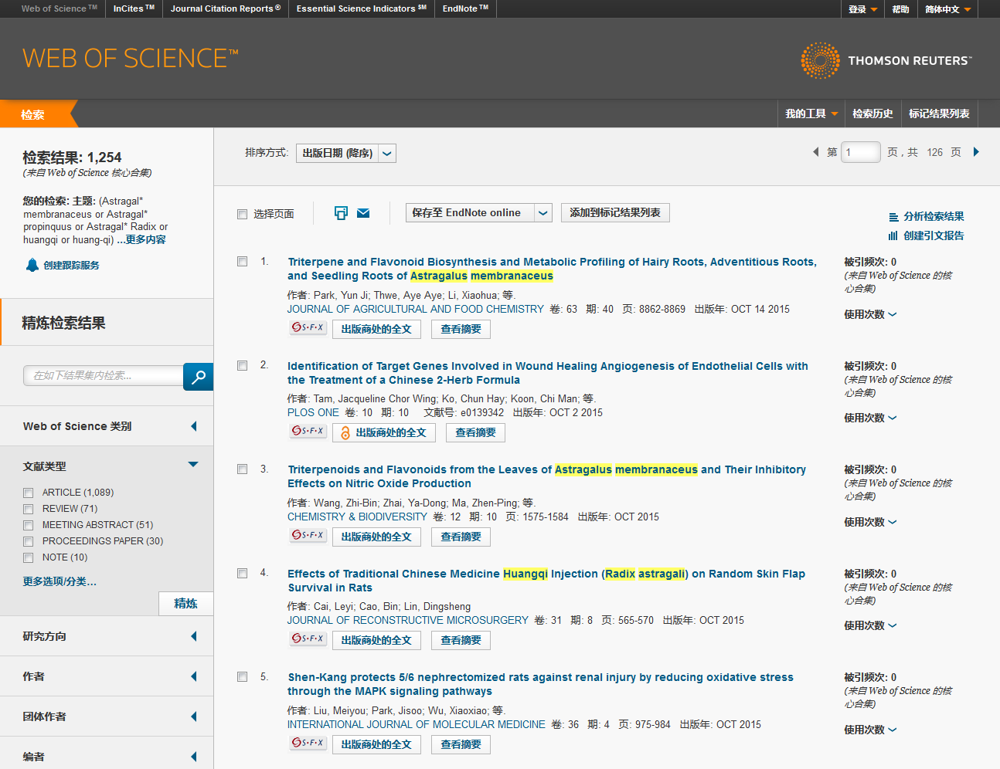 Web of Science™ InCites™ Journal Citation Reports® Essential Science Indicators℠ EndNote™ 登录 帮助 简体中文
WEB OF SCIENCE™
THOMSON REUTERS™
检索 我的工具 检索历史 标记结果列表
检索结果: 1,254
(来自 Web of Science 核心合集)
您的检索: 主题: (Astragal*
membranaceus or Astragal*
propinquus or Astragal* Radix or
huangqi or huang-qi) ...更多内容
创建跟踪服务
精炼检索结果
在如下结果集内检索...
Web of Science 类别
文献类型
ARTICLE (1,089)
REVIEW (71)
MEETING ABSTRACT (51)
PROCEEDINGS PAPER (30)
NOTE (10)
更多选项/分类...
精炼
研究方向
作者
团体作者
编者
排序方式: 出版日期 (降序) 第 1 页 , 共 126 页
选择页面 保存至 EndNote online 添加到标记结果列表
分析检索结果
创建引文报告
1. Triterpene and Flavonoid Biosynthesis and Metabolic Profiling of Hairy Roots, Adventitious Roots,
and Seedling Roots of Astragalus membranaceus
作者: Park, Yun Ji; Thwe, Aye Aye; Li, Xiaohua; 等.
JOURNAL OF AGRICULTURAL AND FOOD CHEMISTRY 卷: 63 期: 40 页: 8862-8869 出版年: OCT 14 2015
S·F·X 出版商处的全文 查看摘要
被引频次: 0
(来自 Web of Science 的核
心合集)
使用次数
2. Identification of Target Genes Involved in Wound Healing Angiogenesis of Endothelial Cells with
the Treatment of a Chinese 2-Herb Formula
作者: Tam, Jacqueline Chor Wing; Ko, Chun Hay; Koon, Chi Man; 等.
PLOS ONE 卷: 10 期: 10 文献号: e0139342 出版年: OCT 2 2015
S·F·X 出版商处的全文 查看摘要
被引频次: 0
(来自 Web of Science 的核
心合集)
使用次数
3. Triterpenoids and Flavonoids from the Leaves of Astragalus membranaceus and Their Inhibitory
Effects on Nitric Oxide Production
作者: Wang, Zhi-Bin; Zhai, Ya-Dong; Ma, Zhen-Ping; 等.
CHEMISTRY & BIODIVERSITY 卷: 12 期: 10 页: 1575-1584 出版年: OCT 2015
S·F·X 出版商处的全文 查看摘要
被引频次: 0
(来自 Web of Science 的核
心合集)
使用次数
4. Effects of Traditional Chinese Medicine Huangqi Injection (Radix astragali) on Random Skin Flap
Survival in Rats
作者: Cai, Leyi; Cao, Bin; Lin, Dingsheng
JOURNAL OF RECONSTRUCTIVE MICROSURGERY 卷: 31 期: 8 页: 565-570 出版年: OCT 2015
S·F·X 出版商处的全文 查看摘要
被引频次: 0
(来自 Web of Science 的核
心合集)
使用次数
5. Shen-Kang protects 5/6 nephrectomized rats against renal injury by reducing oxidative stress
through the MAPK signaling pathways
作者: Liu, Meiyou; Park, Jisoo; Wu, Xiaoxiao; 等.
INTERNATIONAL JOURNAL OF MOLECULAR MEDICINE 卷: 36 期: 4 页: 975-984 出版年: OCT 2015
S·F·X 出版商处的全文 查看摘要
被引频次: 0
(来自 Web of Science 的核
心合集)
使用次数